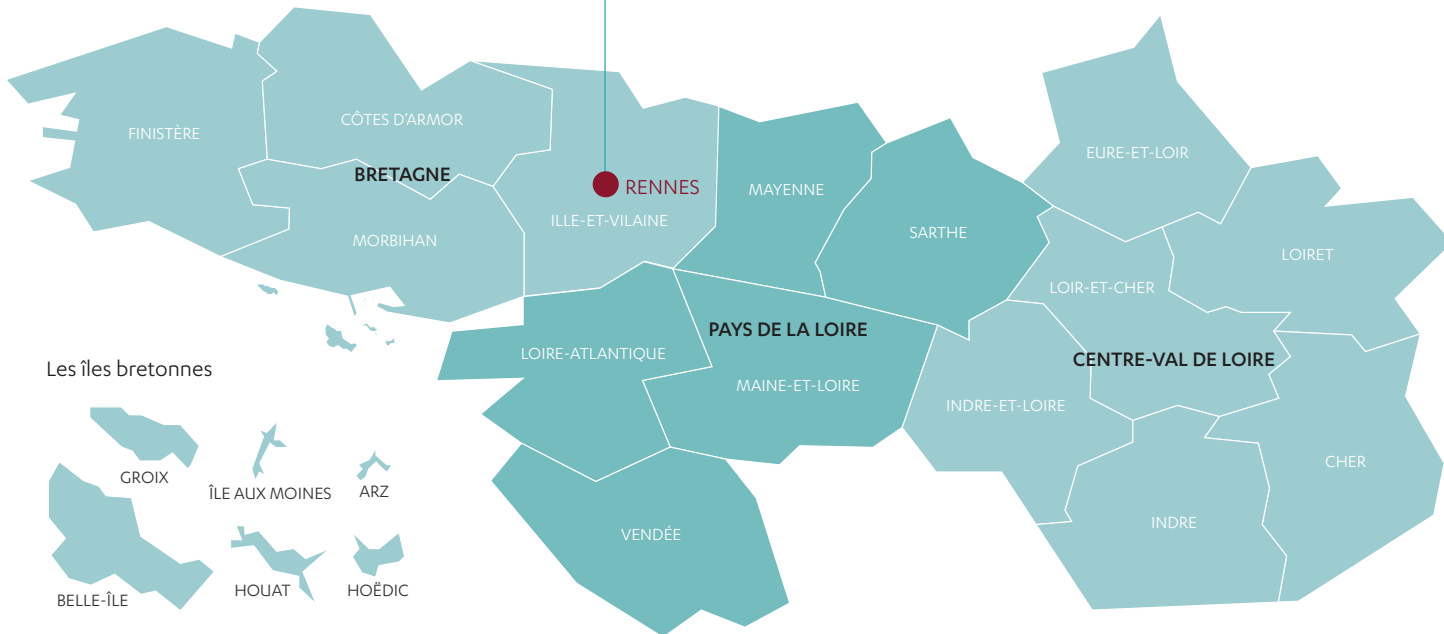 FINISTÈRE
CÔTES D'ARMOR
BRETAGNE
MORBIHAN
RENNES
ILLE-ET-VILAINE
MAYENNE
SARTHE
LOIRE-ATLANTIQUE
PAYS DE LA LOIRE
MAINE-ET-LOIRE
VENDÉE
EURE-ET-LOIR
LOIRET
LOIR-ET-CHER
CENTRE-VAL DE LOIRE
INDRE-ET-LOIRE
CHER
INDRE
Les îles bretonnes
GROIX
ÎLE AUX MOINES
ARZ
BELLE-ÎLE
HOUAT
HOËDIC